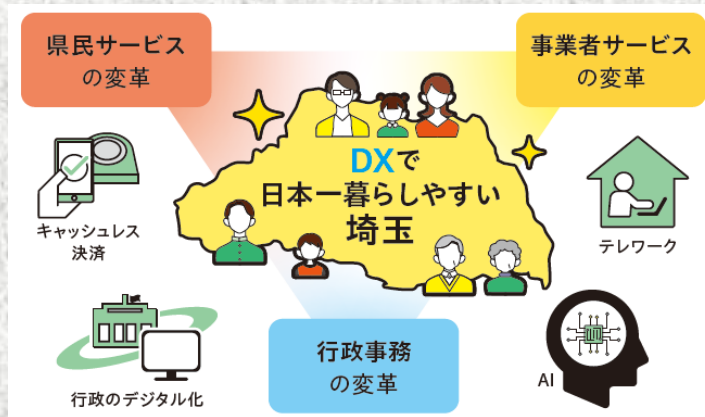 県民サービス
の変革
事業者サービス
の変革
DXで
日本一暮らしやすい
埼玉
キャッシュレス
決済
テレワーク
行政のデジタル化
行政事務
の変革
AI